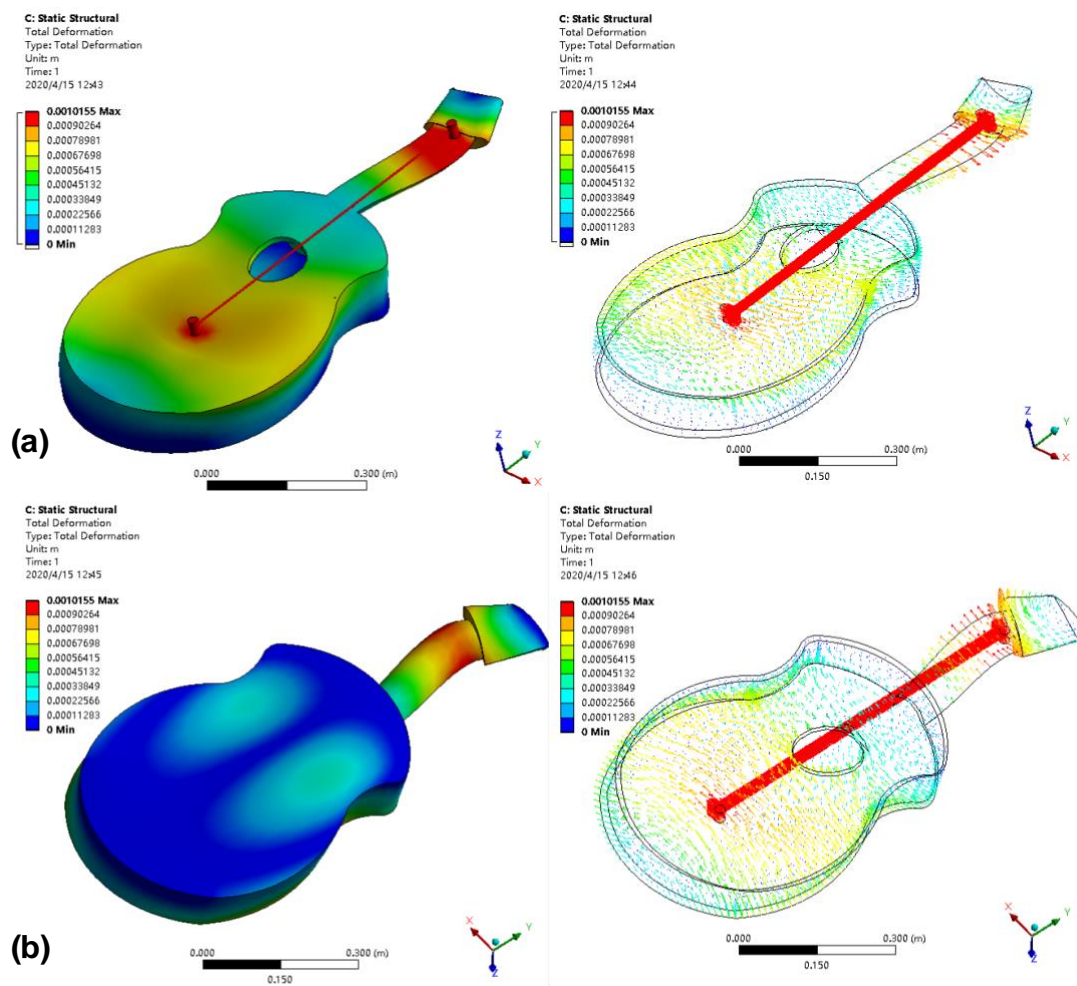 C: Static Structural
Total Deformation
Type: Total Deformation
Unit: m
Time: 1
2020/4/15 12:43
0.0010155 Max
0.00090264
0.00078981
0.00067698
0.00056415
0.00045132
0.00033849
0.00022566
0.00011283
0 Min
(a)
0.000
0.300 (m)
Z
Y
X
C: Static Structural
Total Deformation
Type: Total Deformation
Unit: m
Time: 1
2020/4/15 12:44
0.0010155 Max
0.00090264
0.00078981
0.00067698
0.00056415
0.00045132
0.00033849
0.00022566
0.00011283
0 Min
0.000
0.300 (m)
0.150
Z
Y
X
C: Static Structural
Total Deformation
Type: Total Deformation
Unit: m
Time: 1
2020/4/15 12:45
0.0010155 Max
0.00090264
0.00078981
0.00067698
0.00056415
0.00045132
0.00033849
0.00022566
0.00011283
0 Min
(b)
0.000
0.300 (m)
0.150
X
Y
Z
C: Static Structural
Total Deformation
Type: Total Deformation
Unit: m
Time: 1
2020/4/15 12:46
0.0010155 Max
0.00090264
0.00078981
0.00067698
0.00056415
0.00045132
0.00033849
0.00022566
0.00011283
0 Min
0.000
0.300 (m)
0.150
X
Y
Z